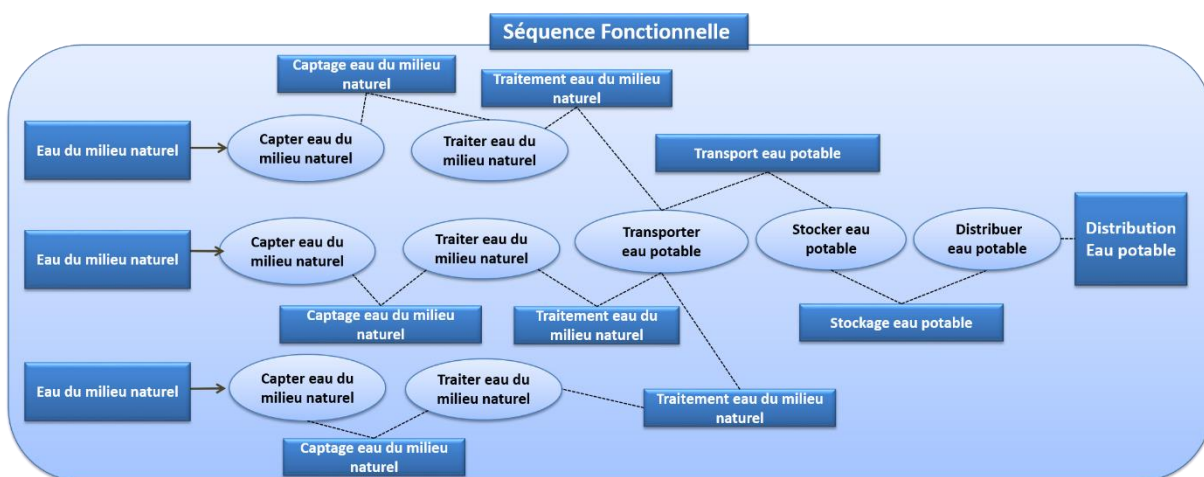 Séquence Fonctionnelle
Captage eau du milieu
naturel
Traitement eau du milieu
naturel
Eau du milieu naturel
Capter eau du
milieu naturel
Traiter eau du
milieu naturel
Transport eau potable
Eau du milieu naturel
Capter eau du
milieu naturel
Traiter eau du
milieu naturel
Transporter
eau potable
Stocker eau
potable
Distribuer
eau potable
Distribution
Eau potable
Captage eau du milieu
naturel
Traitement eau du
milieu naturel
Stockage eau potable
Eau du milieu naturel
Capter eau du
milieu naturel
Traiter eau du
milieu naturel
Traitement eau du milieu
naturel
Captage eau du milieu
naturel